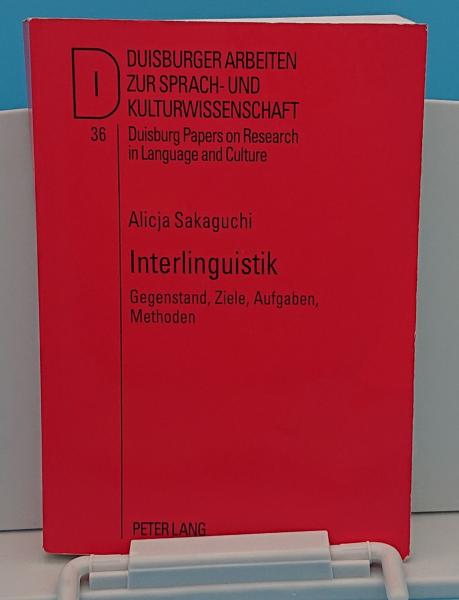 DI
DUISBURGER ARBEITEN
ZUR SPRACH- UND
KULTURWISSENSCHAFT
36
Duisburg Papers on Research
in Language and Culture
Alicja Sakaguchi
Interlinguistik
Gegenstand, Ziele, Aufgaben,
Methoden
PETER LANG